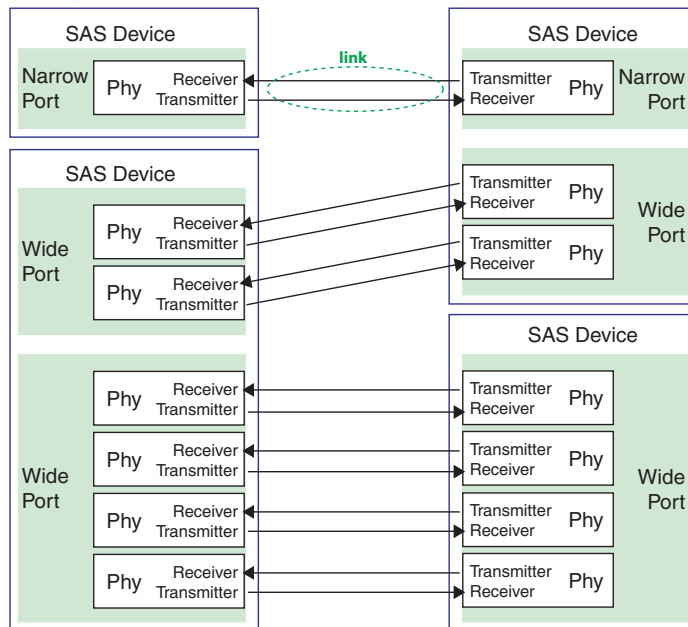 SAS Device
Narrow
Port
Phy
Receiver
Transmitter
link
SAS Device
Transmitter
Receiver
Phy
Narrow
Port
SAS Device
Wide
Port
Phy
Receiver
Transmitter
Phy
Receiver
Transmitter
Transmitter
Receiver
Phy
Transmitter
Receiver
Phy
Wide
Port
Wide
Port
Phy
Receiver
Transmitter
Phy
Receiver
Transmitter
Phy
Receiver
Transmitter
Phy
Receiver
Transmitter
SAS Device
Transmitter
Receiver
Phy
Transmitter
Receiver
Phy
Transmitter
Receiver
Phy
Transmitter
Receiver
Phy
Wide
Port